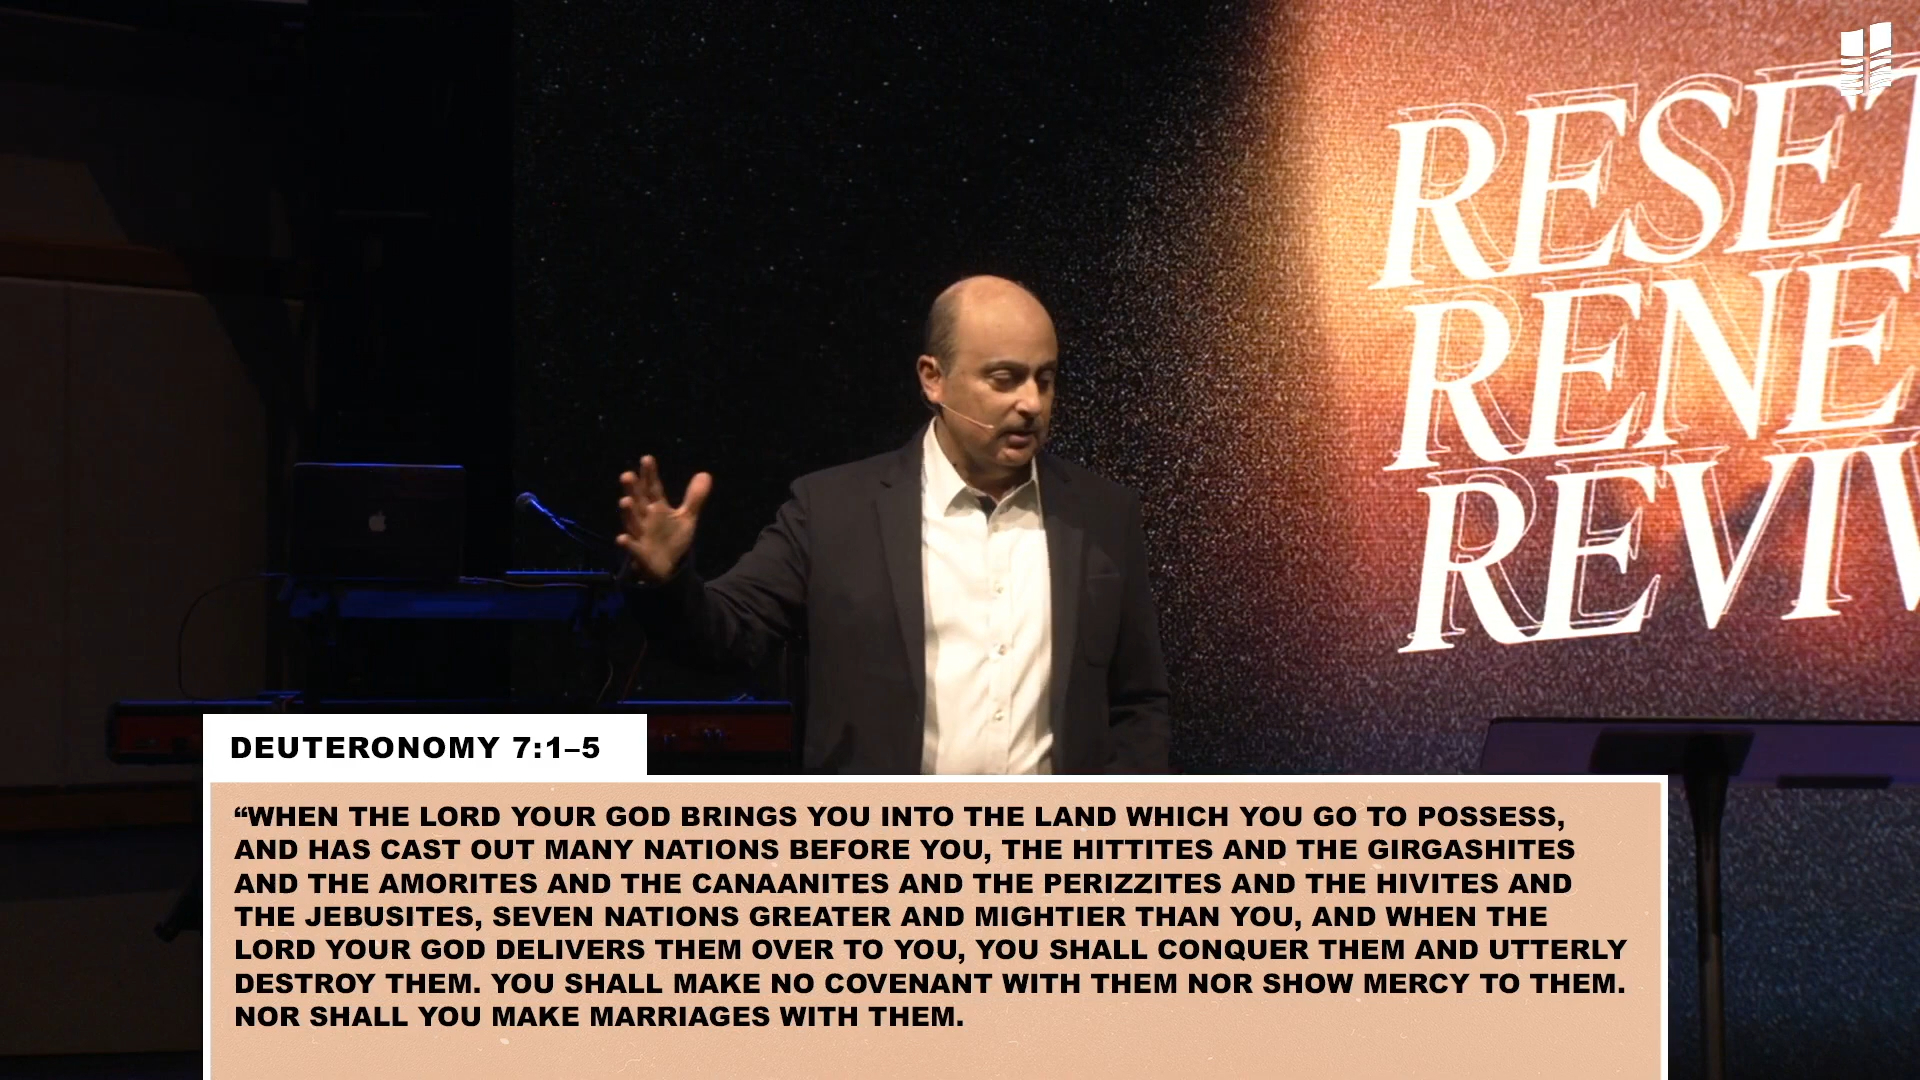 RESET
RENE
REVIV
DEUTERONOMY 7:1–5
“WHEN THE LORD YOUR GOD BRINGS YOU INTO THE LAND WHICH YOU GO TO POSSESS,
AND HAS CAST OUT MANY NATIONS BEFORE YOU, THE HITTITES AND THE GIRGASHITES
AND THE AMORITES AND THE CANAANITES AND THE PERIZZITES AND THE HIVITES AND
THE JEBUSITES, SEVEN NATIONS GREATER AND MIGHTIER THAN YOU, AND WHEN THE
LORD YOUR GOD DELIVERS THEM OVER TO YOU, YOU SHALL CONQUER THEM AND UTTERLY
DESTROY THEM. YOU SHALL MAKE NO COVENANT WITH THEM NOR SHOW MERCY TO THEM.
NOR SHALL YOU MAKE MARRIAGES WITH THEM.